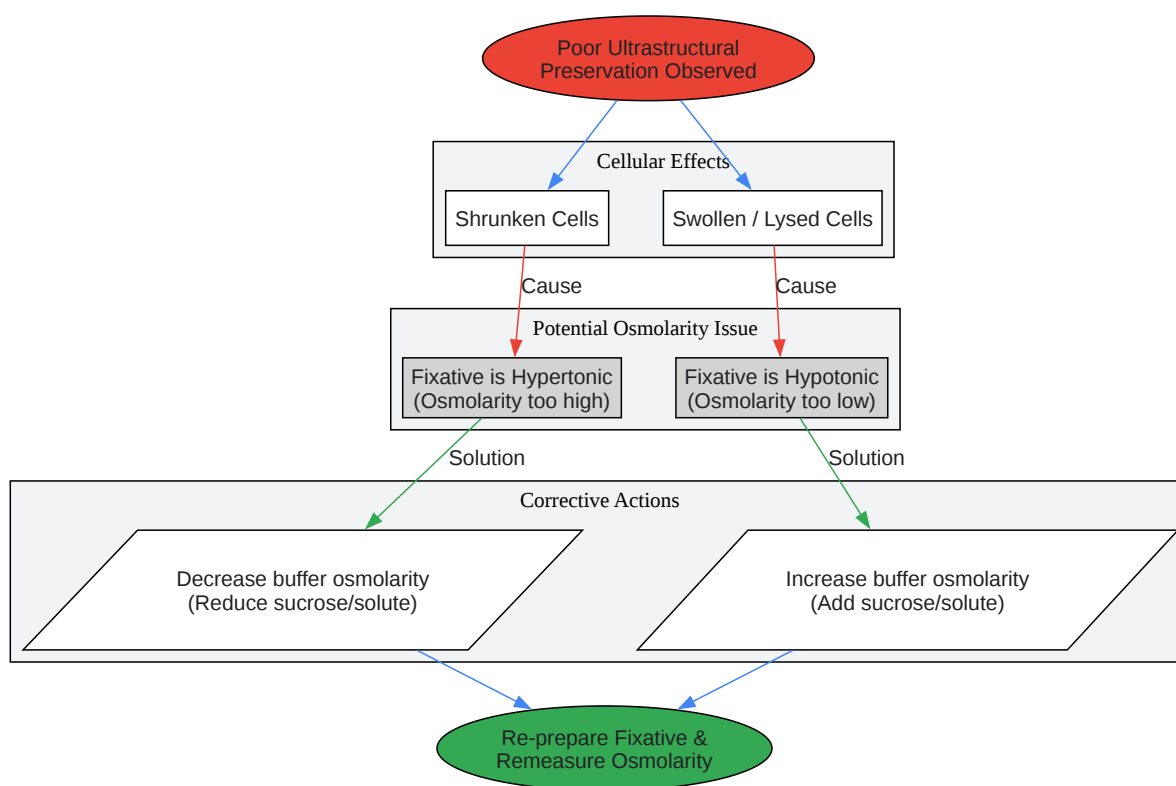 Poor Ultrastructural
Preservation Observed
Cellular Effects
Shrunken Cells
Swollen / Lysed Cells
Cause
Cause
Potential Osmolarity Issue
Fixative is Hypertonic
(Osmolarity too high)
Fixative is Hypotonic
(Osmolarity too low)
Solution
Solution
Corrective Actions
Decrease buffer osmolarity
(Reduce sucrose/solute)
Increase buffer osmolarity
(Add sucrose/solute)
Re-prepare Fixative &
Remeasure Osmolarity